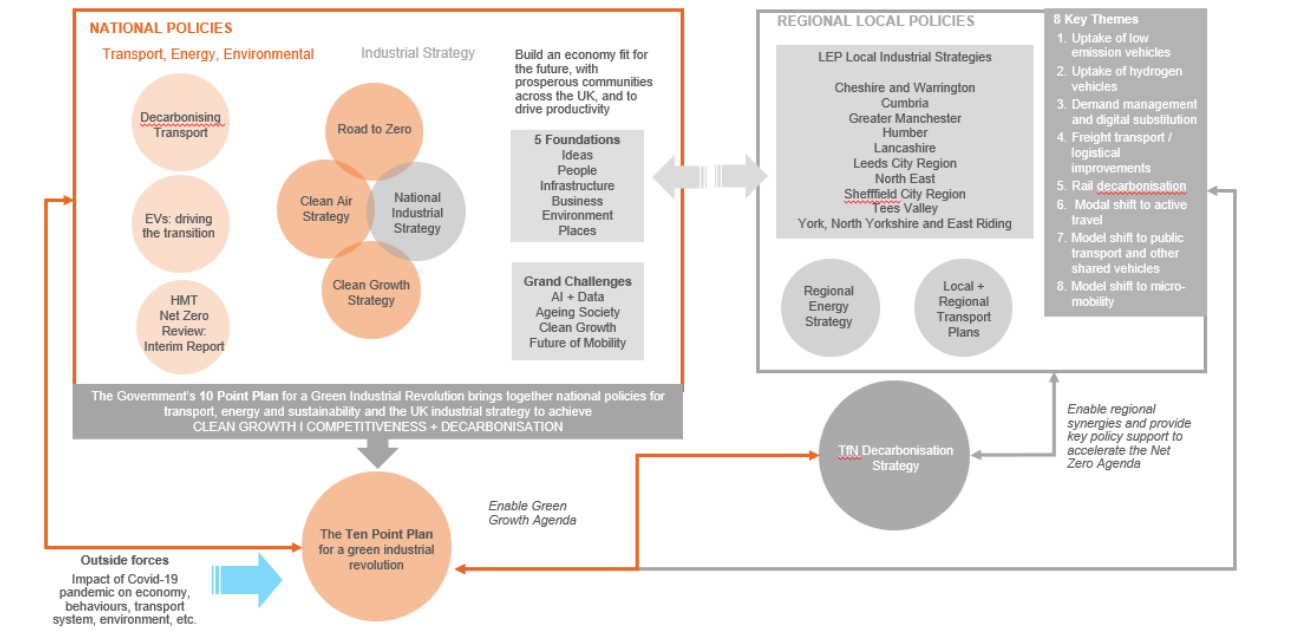 NATIONAL POLICIES
Transport, Energy, Environmental
Industrial Strategy
Decarbonising
Transport
EVs: driving
the transition
HMT
Net Zero
Review:
Interim Report
Road to Zero
Clean Air
Strategy
National
Industrial
Strategy
Clean Growth
Strategy
Build an economy fit for
the future, with
prosperous communities
across the UK, and to
drive productivity
5 Foundations
Ideas
People
Infrastructure
Business
Environment
Places
Grand Challenges
AI + Data
Ageing Society
Clean Growth
Future of Mobility
The Government's 10 Point Plan for a Green Industrial Revolution brings together national policies for
transport, energy and sustainability and the UK industrial strategy to achieve
CLEAN GROWTH I COMPETITIVENESS + DECARBONISATION
REGIONAL LOCAL POLICIES
LEP Local Industrial Strategies
Cheshire and Warrington
Cumbria
Greater Manchester
Humber
Lancashire
Leeds City Region
North East
Shefffield City Region
Tees Valley
York, North Yorkshire and East Riding
Regional
Energy
Strategy
Local +
Regional
Transport
Plans
8 Key Themes
1. Uptake of low
emission vehicles
2. Uptake of hydrogen
vehicles
3. Demand management
and digital substitution
4. Freight transport /
logistical
improvements
5. Rail decarbonisation
6. Modal shift to active
travel
7. Model shift to public
transport and other
shared vehicles
8. Model shift to micro-
mobility
TfN Decarbonisation
Strategy
Enable regional
synergies and provide
key policy support to
accelerate the Net
Zero Agenda
Enable Green
Growth Agenda
The Ten Point Plan
for a green industrial
revolution
Outside forces
Impact of Covid-19
pandemic on economy,
behaviours, transport
system, environment, etc.